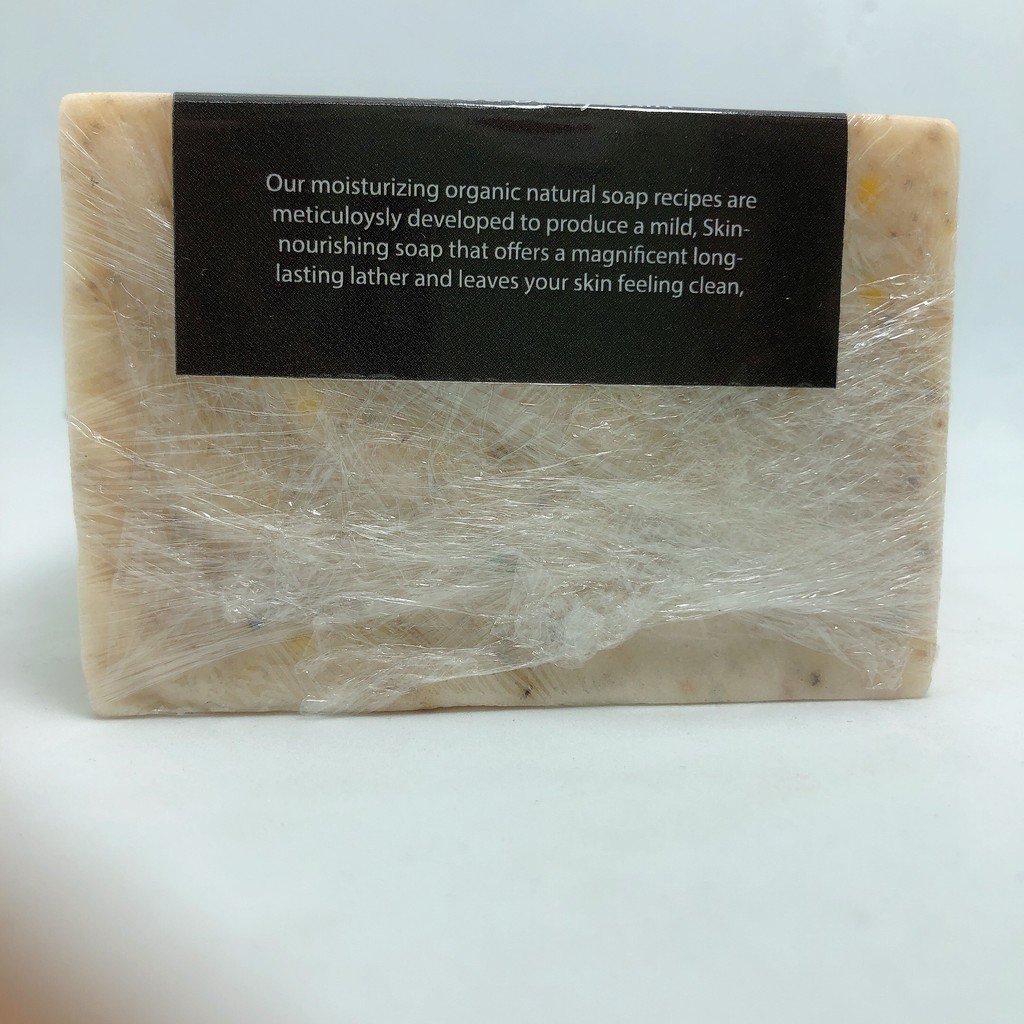 Our moisturizing organic natural soap recipes are
meticuloysly developed to produce a mild, Skin-
nourishing soap that offers a magnificent long-
lasting lather and leaves your skin feeling clean,